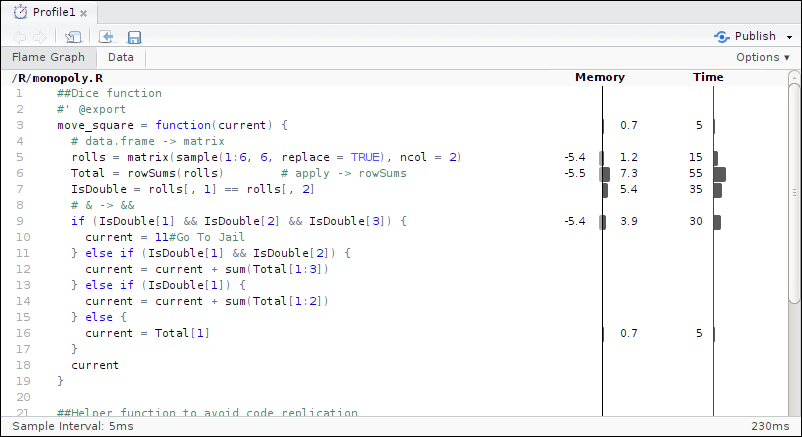 Profile1
Publish
Flame Graph Data Options
/R/monopoly.R Memory Time
1 ##Dice function
2 #' @export
3 move_square = function(current) { 0.7 5
4 # data.frame -> matrix
5 rolls = matrix(sample(1:6, 6, replace = TRUE), ncol = 2) -5.4 1.2 15
6 Total = rowSums(rolls) # apply -> rowSums -5.5 7.3 55
7 IsDouble = rolls[, 1] == rolls[, 2] 5.4 35
8 # & -> &&
9 if (IsDouble[1] && IsDouble[2] && IsDouble[3]) { -5.4 3.9 30
10 current = 11#Go To Jail
11 } else if (IsDouble[1] && IsDouble[2]) {
12 current = current + sum(Total[1:3])
13 } else if (IsDouble[1]) {
14 current = current + sum(Total[1:2])
15 } else {
16 current = Total[1] 0.7 5
17 }
18 current
19 }
20
21 ##Helper function to avoid code replication
Sample Interval: 5ms 230ms